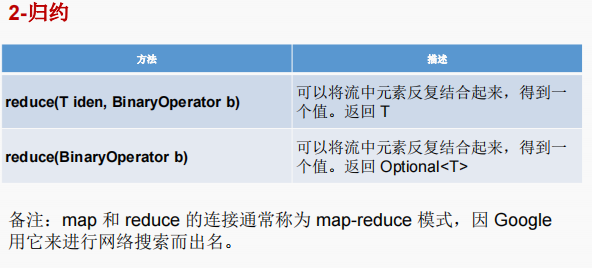 2-归约
方法 描述
reduce(T iden, BinaryOperator b) 可以将流中元素反复结合起来，得到一
个值。返回 T
reduce(BinaryOperator b) 可以将流中元素反复结合起来，得到一
个值。返回 Optional<T>
备注：map 和 reduce 的连接通常称为 map-reduce 模式，因 Google
用它来进行网络搜索而出名。